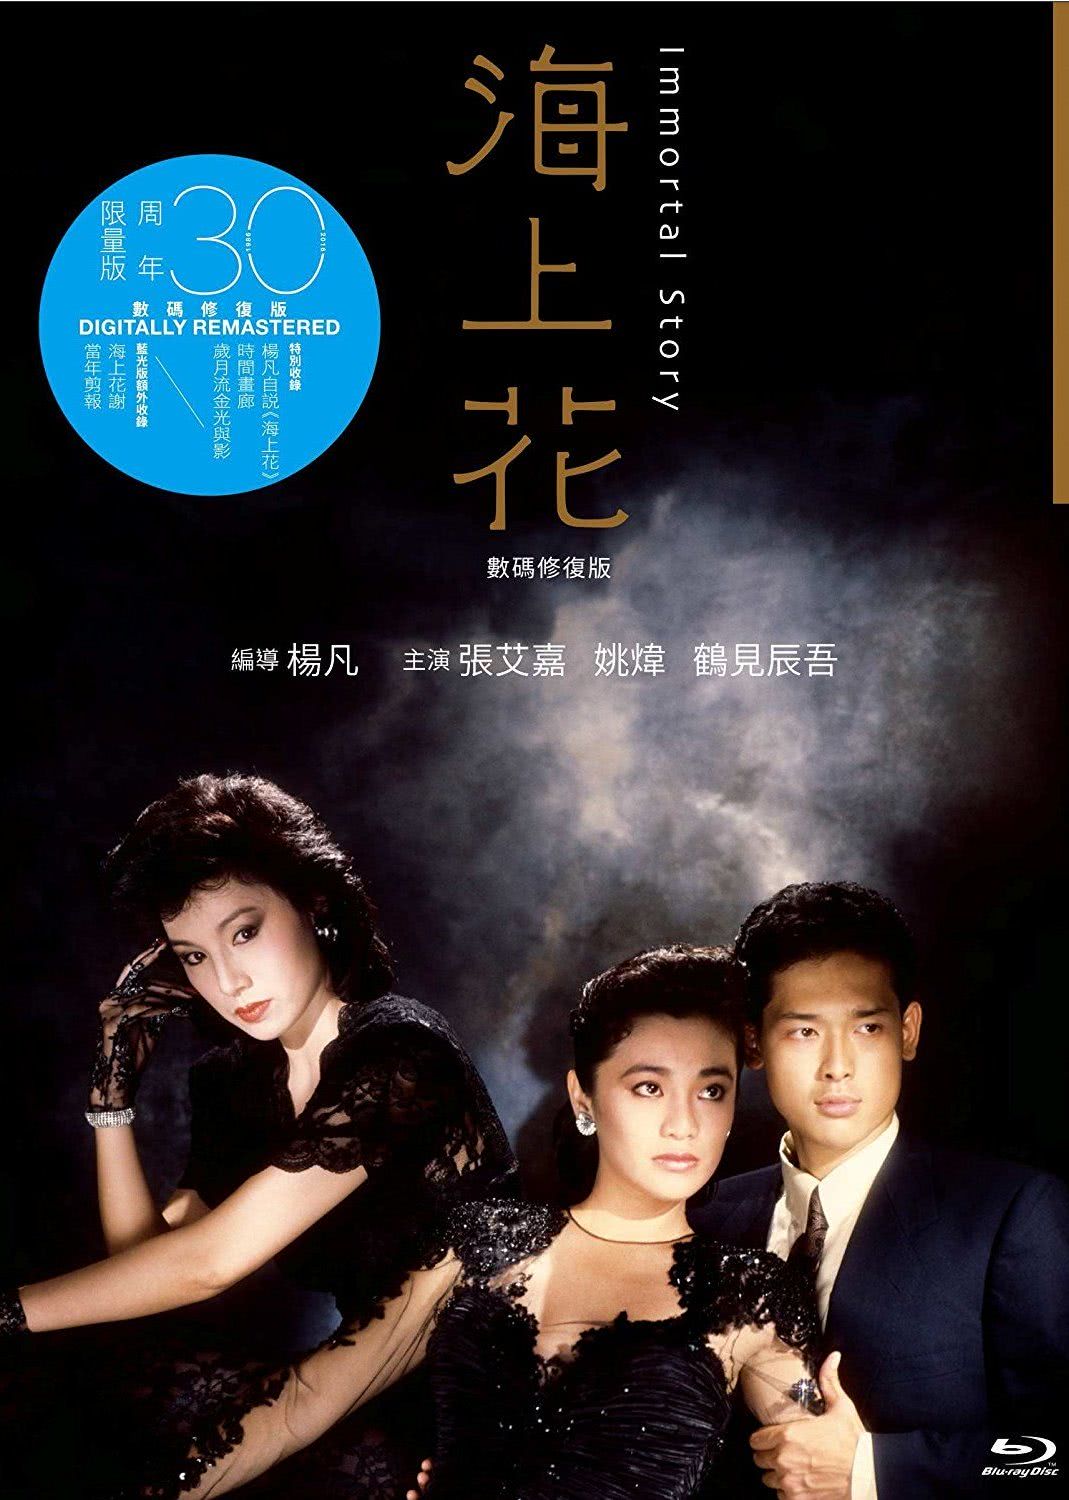 海上花
Immortal Story
30
1986
2016
周年
限量版
數碼修復版
DIGITALLY REMASTERED
特別收錄
楊凡自說《海上花》
時間畫廊
歲月流金光與影
藍光版額外收錄
海上花謝
當年剪報
數碼修復版
編導 楊凡 主演 張艾嘉 姚煒 鶴見辰吾
Blu-ray Disc
TM